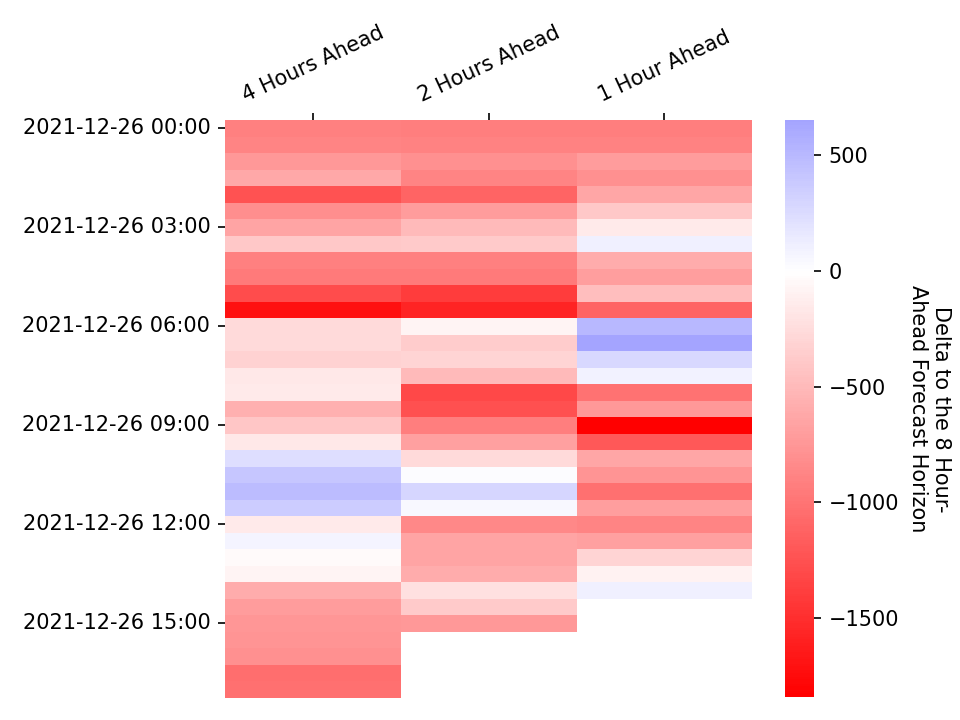 4 Hours Ahead
2 Hours Ahead
1 Hour Ahead
2021-12-26 00:00
2021-12-26 03:00
2021-12-26 06:00
2021-12-26 09:00
2021-12-26 12:00
2021-12-26 15:00
500
0
−500
−1000
−1500
Delta to the 8 Hour-
Ahead Forecast Horizon